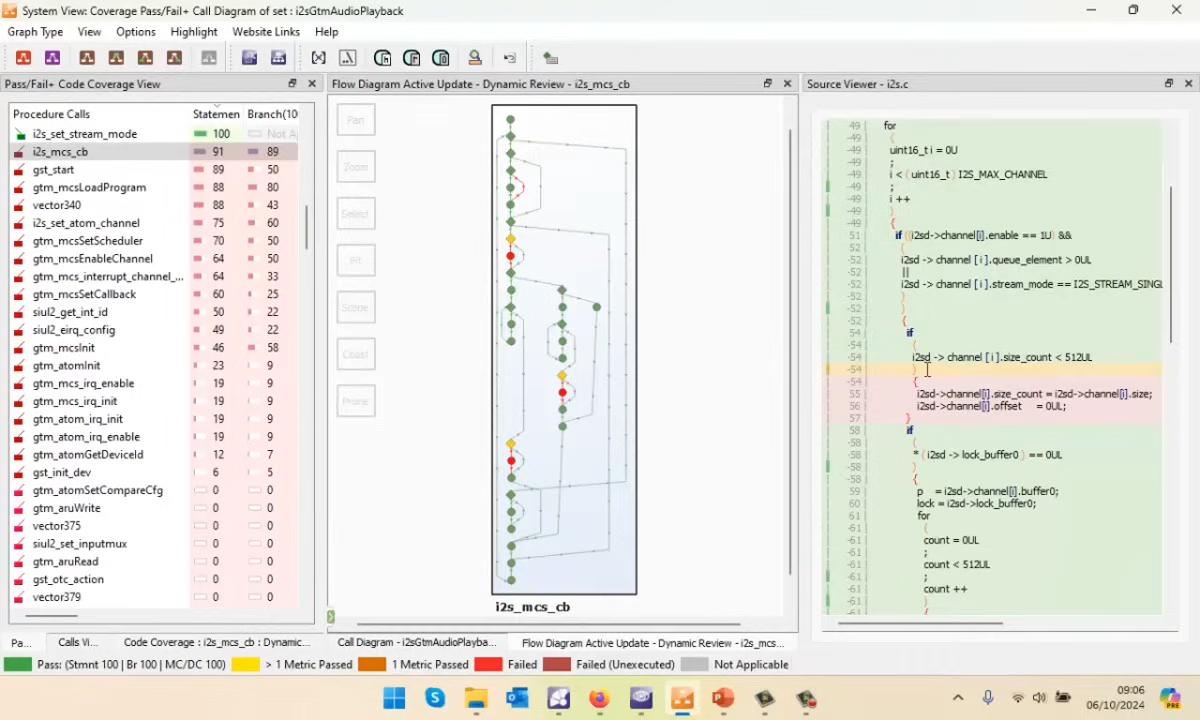 System View: Coverage Pass/Fail+ Call Diagram of set : i2sGtmAudioPlayback
Graph Type View Options Highlight Website Links Help
Pass/Fail+ Code Coverage View
Procedure Calls Statemen Branch(10(
i2s_set_stream_mode 100 Not A
i2s_mcs_cb 91 89
gst_start 89 50
gtm_mcsLoadProgram 88 80
vector340 88 43
i2s_set_atom_channel 75 60
gtm_mcsSetScheduler 70 50
gtm_mcsEnableChannel 64 50
gtm_mcs_interrupt_channel_... 64 33
gtm_mcsSetCallback 60 25
siul2_get_int_id 50 22
siul2_eirq_config 49 22
gtm_mcsInit 46 58
gtm_atomInit 23 9
gtm_mcs_irq_enable 19 9
gtm_mcs_irq_init 19 9
gtm_atom_irq_init 19 9
gtm_atom_irq_enable 19 9
gtm_atomGetDeviceId 12 7
gst_init_dev 6 5
gtm_atomSetCompareCfg 0 0
gtm_aruWrite 0 0
vector375 0 0
siul2_set_inputmux 0 0
gtm_aruRead 0 0
gst_otc_action 0 0
vector379 0 0
Pa... Calls Vi... Code Coverage : i2s_mcs_cb : Dynamic...
Flow Diagram Active Update - Dynamic Review - i2s_mcs_cb
Pan
Zoom
Select
Fit
Scope
Coast
Prune
i2s_mcs_cb
Call Diagram - i2sGtmAudioPlayba... Flow Diagram Active Update - Dynamic Review - i2s_mcs...
Source Viewer - i2s.c
-49 for
-49 {
-49 uint16_t i = 0U
-49 ;
-49 i < ( uint16_t ) I2S_MAX_CHANNEL
-49 ;
-49 i ++
-49 )
-49 {
51 if ((i2sd->channel[i].enable == 1U) &&
52 (
-52 i2sd -> channel [ i ].queue_element > 0UL
-52 ||
-52 i2sd -> channel [ i ].stream_mode == I2S_STREAM_SINGL
-52 )
-52 )
-52 {
54 if
-54 (
-54 i2sd -> channel [ i ].size_count < 512UL
-54 )
-54 {
55 i2sd->channel[i].size_count = i2sd->channel[i].size;
56 i2sd->channel[i].offset = 0UL;
57 }
-58 if
-58 (
-58 * ( i2sd -> lock_buffer0 ) == 0UL
-58 )
-58 {
59 p = i2sd->channel[i].buffer0;
60 lock = i2sd->lock_buffer0;
61 for
-61 (
-61 count = 0UL
-61 ;
-61 count < 512UL
-61 ;
-61 count ++
-61 )
Pass: (Stmnt 100 | Br 100 | MC/DC 100) > 1 Metric Passed 1 Metric Passed Failed Failed (Unexecuted) Not Applicable
09:06
06/10/2024
PRE